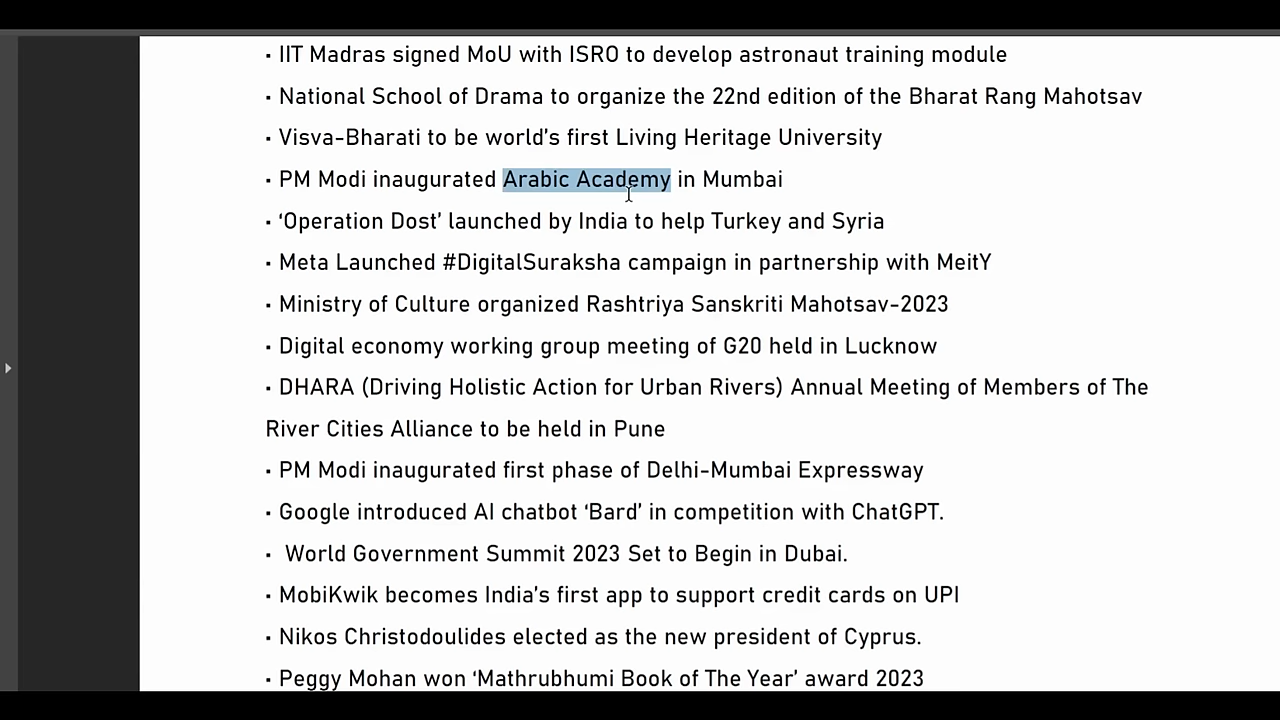 ▪ IIT Madras signed MoU with ISRO to develop astronaut training module
▪ National School of Drama to organize the 22nd edition of the Bharat Rang Mahotsav
▪ Visva-Bharati to be world’s first Living Heritage University
▪ PM Modi inaugurated Arabic Academy in Mumbai
▪ ‘Operation Dost’ launched by India to help Turkey and Syria
▪ Meta Launched #DigitalSuraksha campaign in partnership with MeitY
▪ Ministry of Culture organized Rashtriya Sanskriti Mahotsav-2023
▪ Digital economy working group meeting of G20 held in Lucknow
▪ DHARA (Driving Holistic Action for Urban Rivers) Annual Meeting of Members of The
River Cities Alliance to be held in Pune
▪ PM Modi inaugurated first phase of Delhi-Mumbai Expressway
▪ Google introduced AI chatbot ‘Bard’ in competition with ChatGPT.
▪ World Government Summit 2023 Set to Begin in Dubai.
▪ MobiKwik becomes India’s first app to support credit cards on UPI
▪ Nikos Christodoulides elected as the new president of Cyprus.
▪ Peggy Mohan won ‘Mathrubhumi Book of The Year’ award 2023